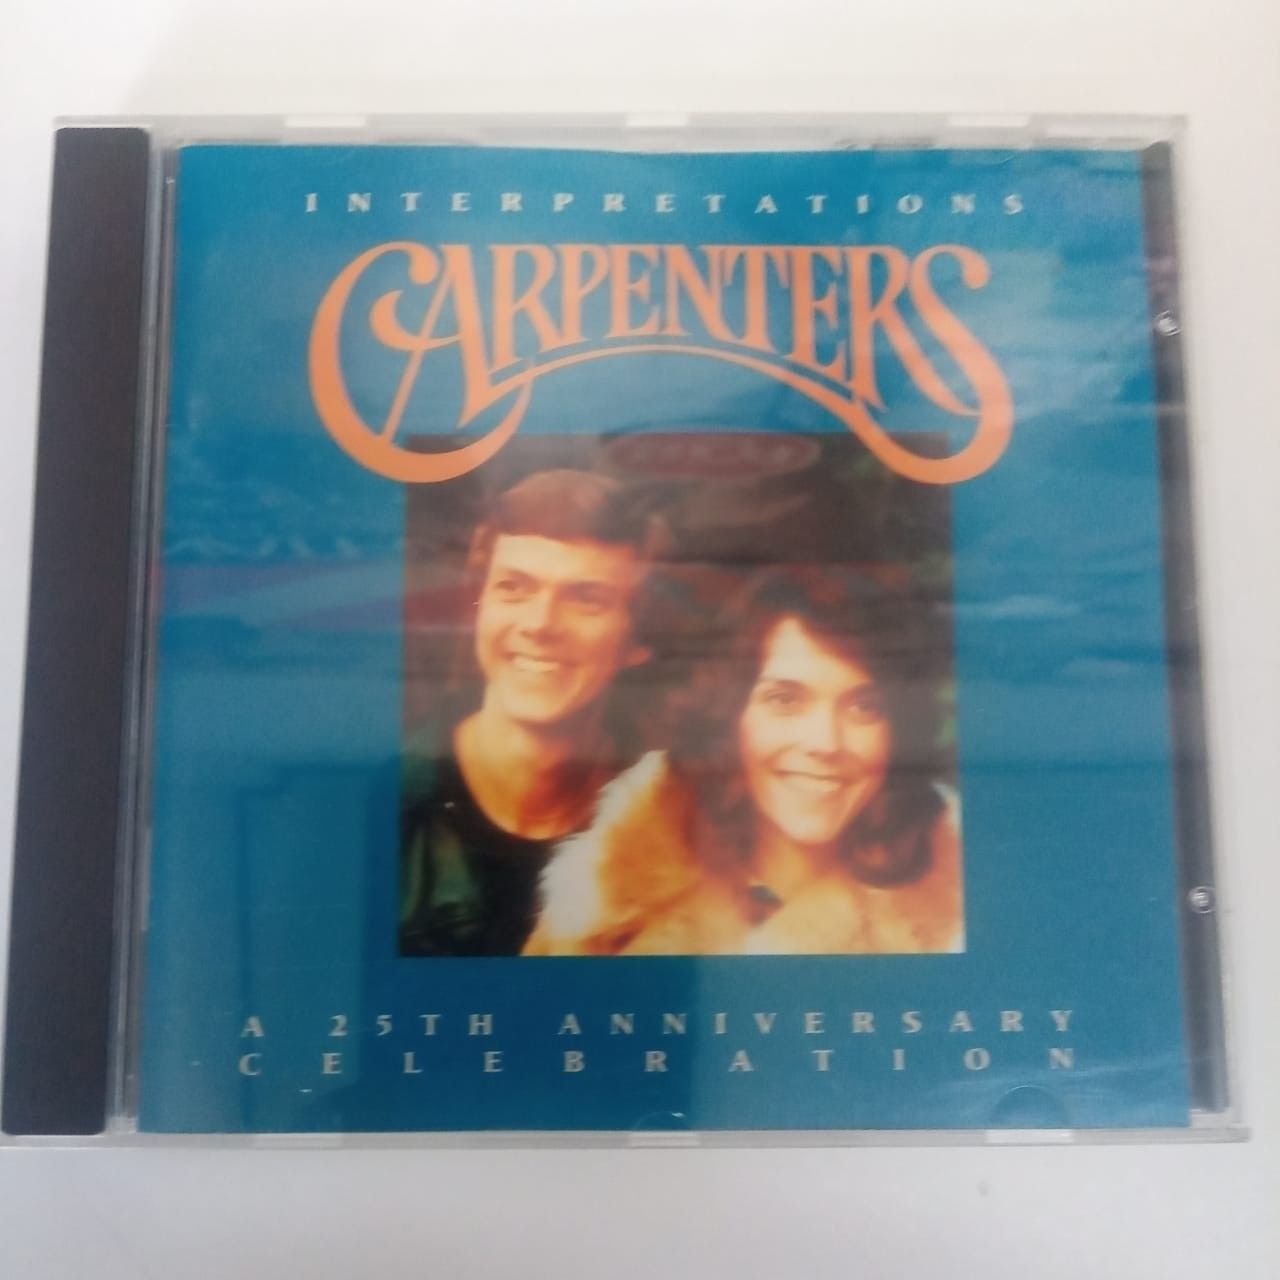 INTERPRETATIONS
CARPENTERS
A 25TH ANNIVERSARY
CELEBRATION